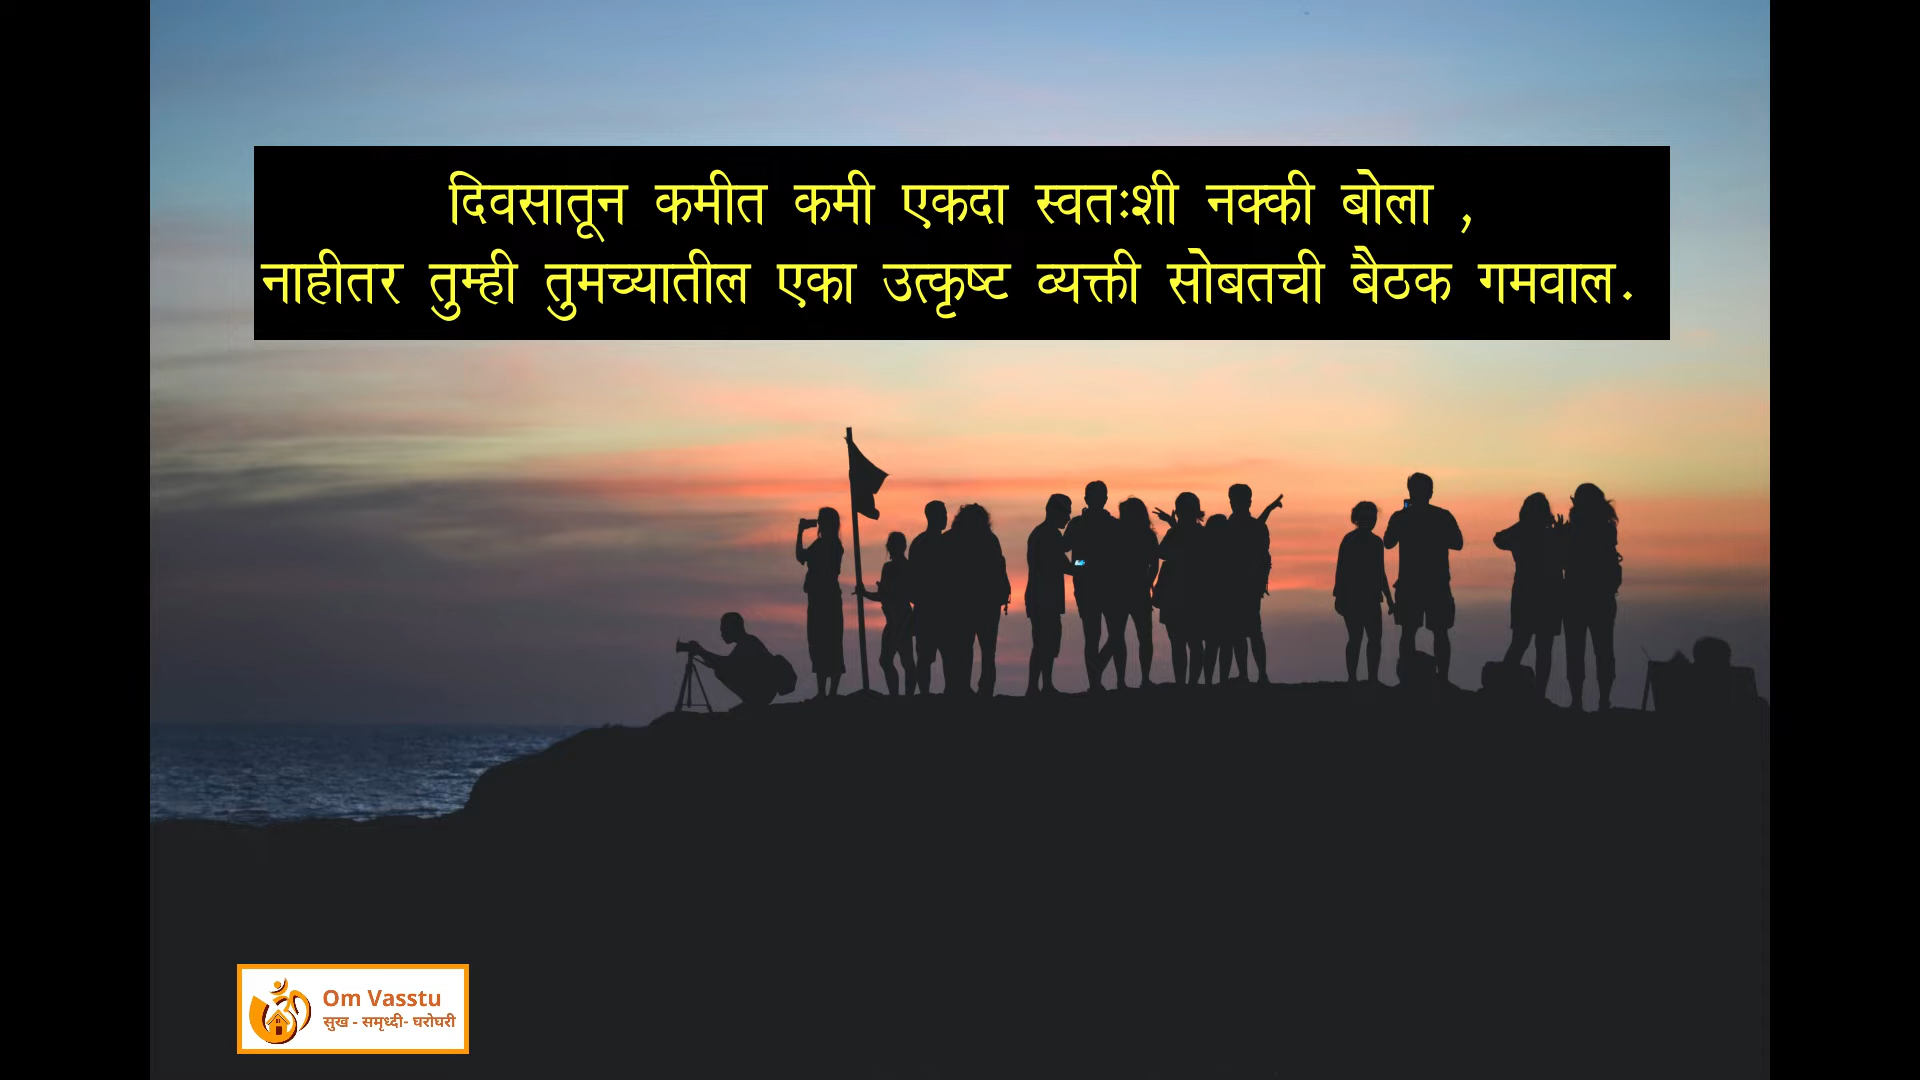 दिवसातून कमीत कमी एकदा स्वतःशी नक्की बोला ,
नाहीतर तुम्ही तुमच्यातील एका उत्कृष्ट व्यक्ती सोबतची बैठक गमवाल.
Om Vasstu
सुख - समृध्दी- घरोघरी